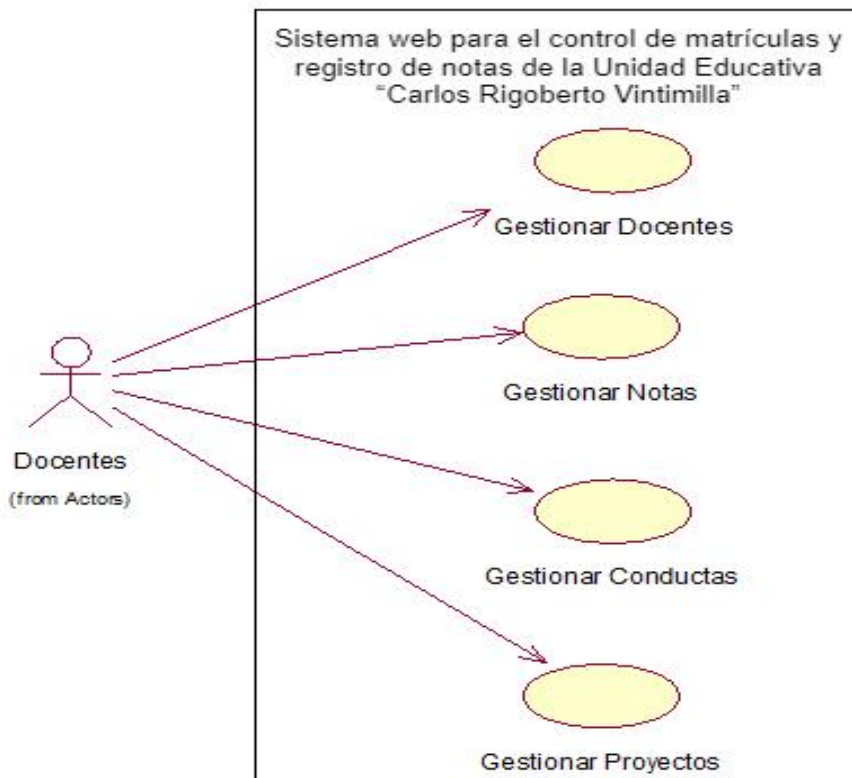 Sistema web para el control de matrículas y
registro de notas de la Unidad Educativa
“Carlos Rigoberto Vintimilla”
Gestionar Docentes
Gestionar Notas
Docentes
(from Actors)
Gestionar Conductas
Gestionar Proyectos